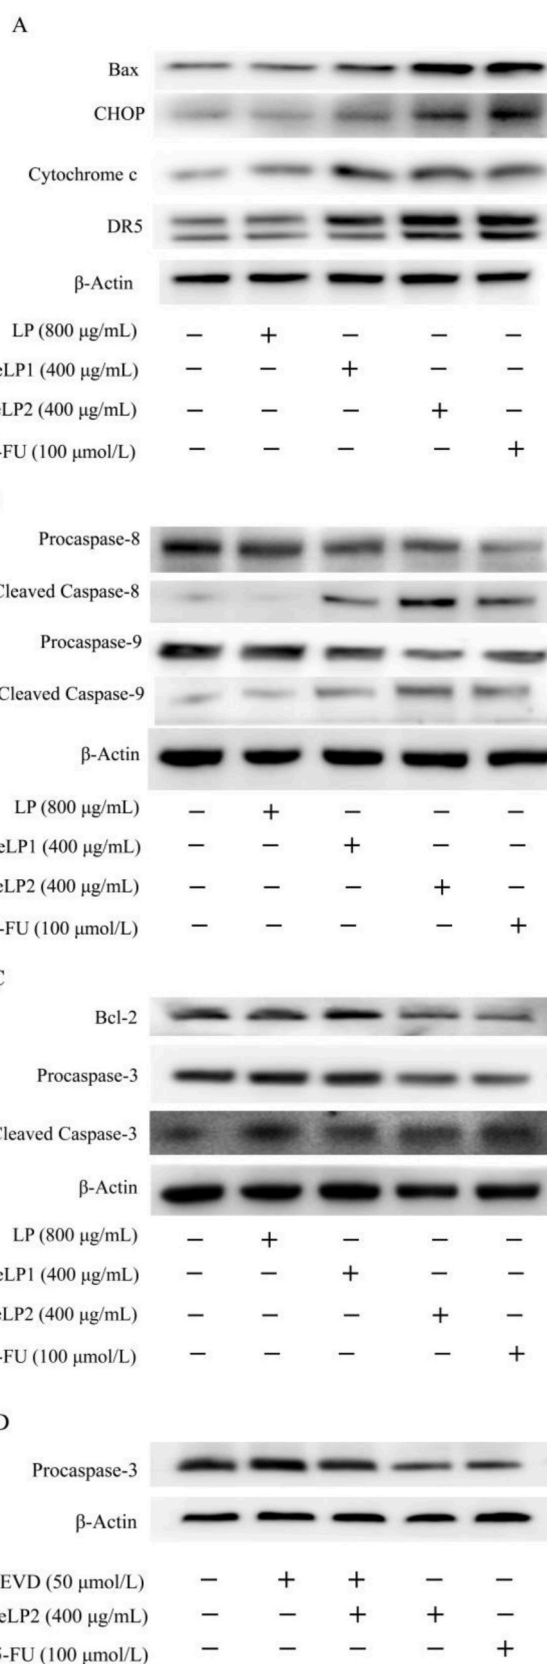 A
Bax
CHOP
Cytochrome c
DR5
β-Actin
LP (800 μg/mL) − + − − −
eLP1 (400 μg/mL) − − + − −
eLP2 (400 μg/mL) − − − + −
-FU (100 μmol/L) − − − − +
Procaspase-8
Cleaved Caspase-8
Procaspase-9
Cleaved Caspase-9
β-Actin
LP (800 μg/mL) − + − − −
eLP1 (400 μg/mL) − − + − −
eLP2 (400 μg/mL) − − − + −
-FU (100 μmol/L) − − − − +
C
Bcl-2
Procaspase-3
Cleaved Caspase-3
β-Actin
LP (800 μg/mL) − + − − −
eLP1 (400 μg/mL) − − + − −
eLP2 (400 μg/mL) − − − + −
-FU (100 μmol/L) − − − − +
D
Procaspase-3
β-Actin
EVD (50 μmol/L) − + + − −
eLP2 (400 μg/mL) − − + + −
5-FU (100 μmol/L) − − − − +